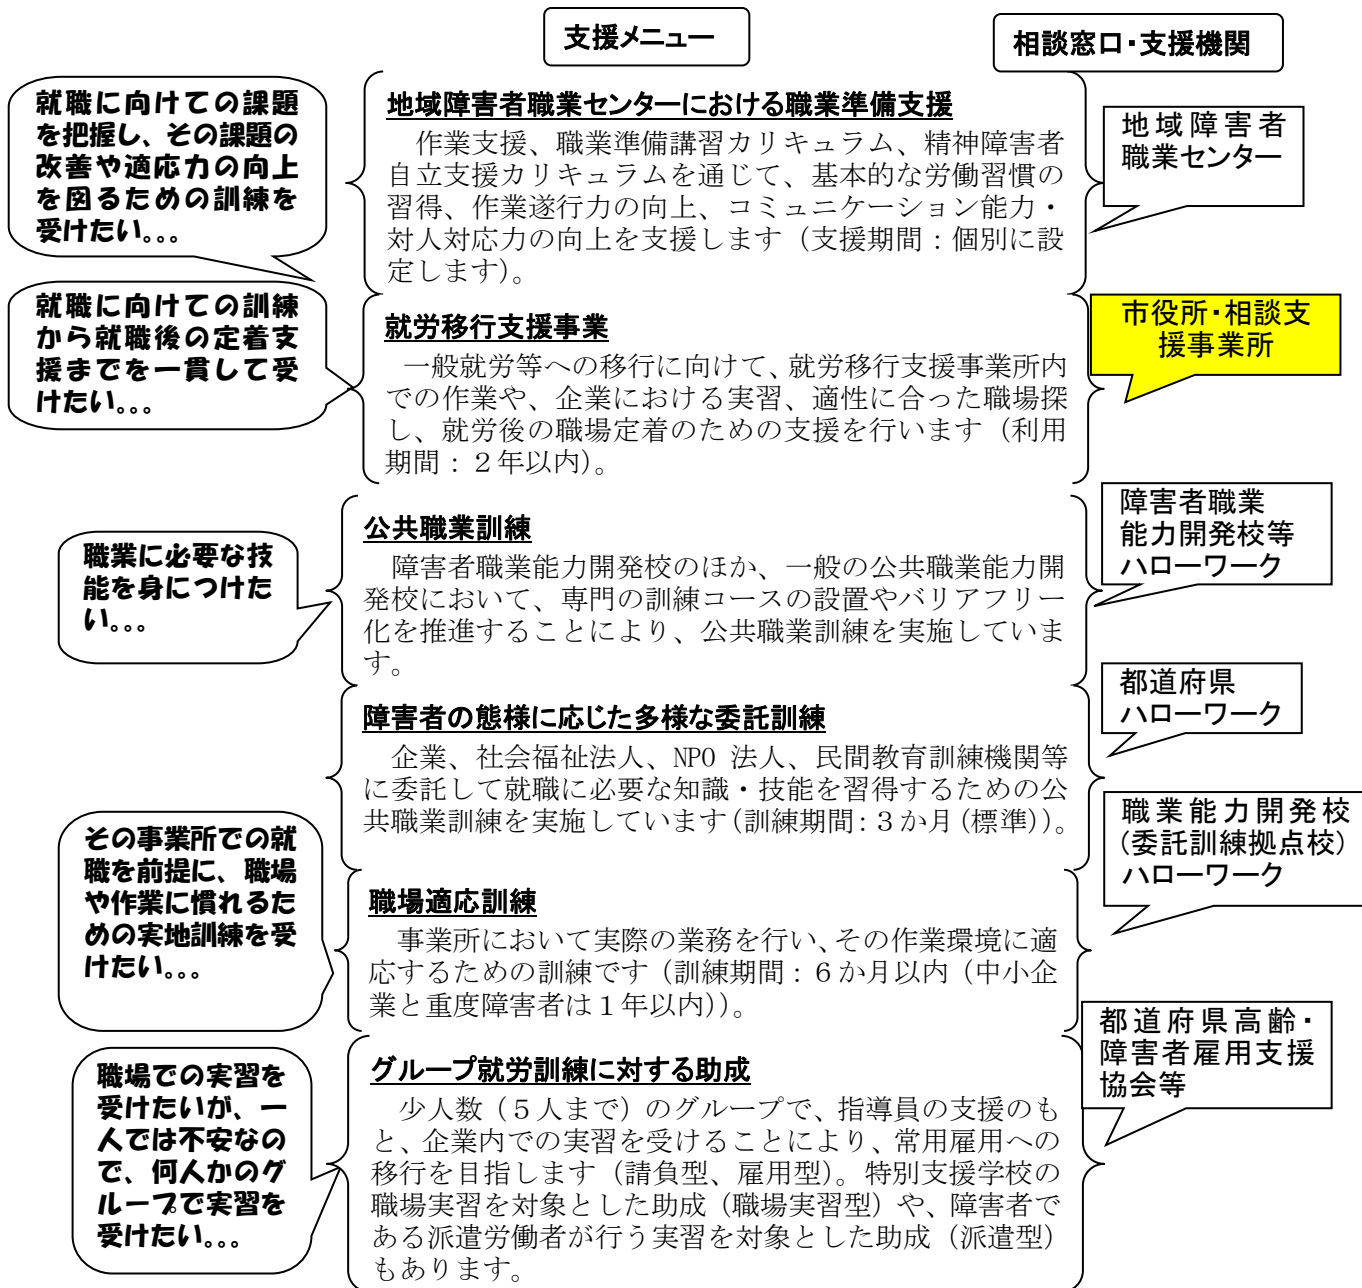 支援メニュー
相談窓口・支援機関
就職に向けての課題
を把握し、その課題の
改善や適応力の向上
を図るための訓練を
受けたい。。。
地域障害者職業センターにおける職業準備支援
作業支援、職業準備講習カリキュラム、精神障害者
自立支援カリキュラムを通じて、基本的な労働習慣の
習得、作業遂行力の向上、コミュニケーション能力・
対人対応力の向上を支援します（支援期間：個別に設
定します）。
地域障害者
職業センター
就職に向けての訓練
から就職後の定着支
援までを一貫して受
けたい。。。
就労移行支援事業
一般就労等への移行に向けて、就労移行支援事業所内
での作業や、企業における実習、適性に合った職場探
し、就労後の職場定着のための支援を行います（利用
期間：２年以内）。
市役所・相談支
援事業所
職業に必要な技
能を身につけた
い。。。
公共職業訓練
障害者職業能力開発校のほか、一般の公共職業能力開
発校において、専門の訓練コースの設置やバリアフリー
化を推進することにより、公共職業訓練を実施していま
す。
障害者職業
能力開発校等
ハローワーク
障害者の態様に応じた多様な委託訓練
企業、社会福祉法人、NPO 法人、民間教育訓練機関等
に委託して就職に必要な知識・技能を習得するための公
共職業訓練を実施しています（訓練期間：３か月（標準））。
都道府県
ハローワーク
職業能力開発校
（委託訓練拠点校）
ハローワーク
その事業所での就
職を前提に、職場
や作業に慣れるた
めの実地訓練を受
けたい。。。
職場適応訓練
事業所において実際の業務を行い、その作業環境に適
応するための訓練です（訓練期間：６か月以内（中小企
業と重度障害者は１年以内））。
職場での実習を
受けたいが、一
人では不安なの
で、何人かのグ
ループで実習を
受けたい。。。
グループ就労訓練に対する助成
少人数（５人まで）のグループで、指導員の支援のも
と、企業内での実習を受けることにより、常用雇用への
移行を目指します（請負型、雇用型）。特別支援学校の
職場実習を対象とした助成（職場実習型）や、障害者で
ある派遣労働者が行う実習を対象とした助成（派遣型）
もあります。
都道府県高齢・
障害者雇用支援
協会等